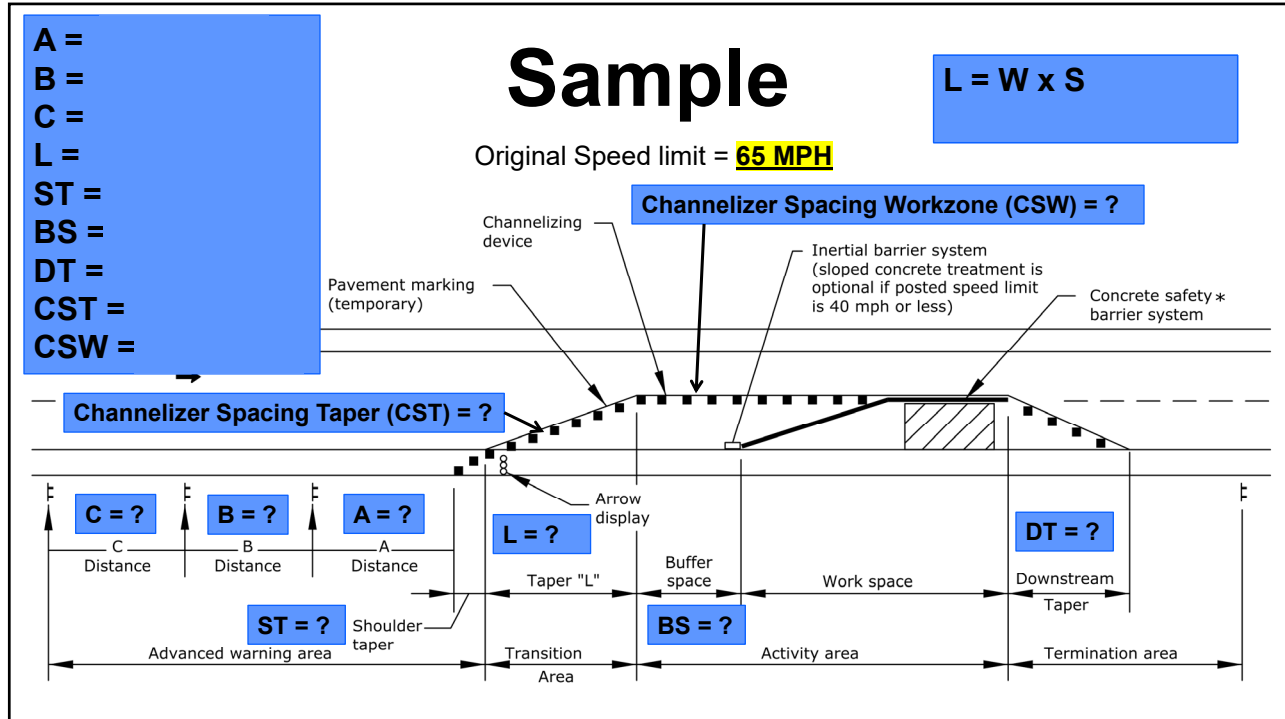 A =
B =
C =
L =
ST =
BS =
DT =
CST =
CSW =
Sample
L = W x S
Original Speed limit = 65 MPH
Channelizer Spacing Workzone (CSW) = ?
Channelizing
device
Inertial barrier system
(sloped concrete treatment is
optional if posted speed limit
is 40 mph or less)
Pavement marking
(temporary)
Concrete safety *
barrier system
Channelizer Spacing Taper (CST) = ?
Arrow
display
C = ?
B = ?
A = ?
L = ?
DT = ?
C
Distance
B
Distance
A
Distance
Taper "L"
Buffer
space
Work space
Downstream
Taper
ST = ?
Shoulder
taper
BS = ?
Advanced warning area
Transition
Area
Activity area
Termination area